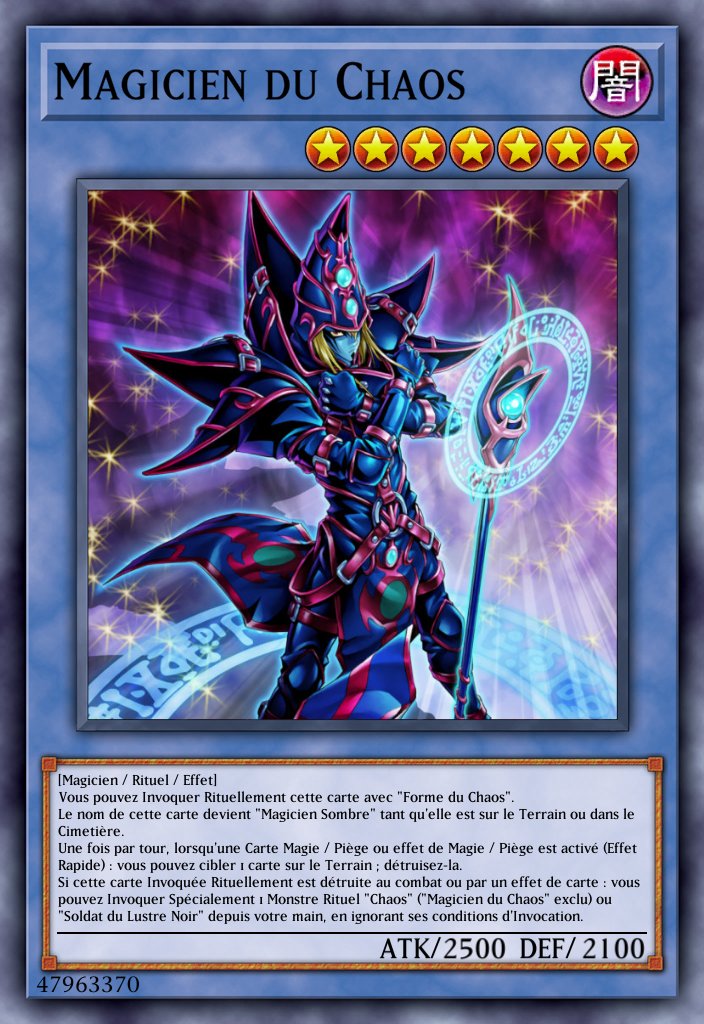 Magicien du Chaos
闇
[Magicien / Rituel / Effet]
Vous pouvez Invoquer Rituellement cette carte avec "Forme du Chaos".
Le nom de cette carte devient "Magicien Sombre" tant qu'elle est sur le Terrain ou dans le
Cimetière.
Une fois par tour, lorsqu'une Carte Magie / Piège ou effet de Magie / Piège est activé (Effet
Rapide) : vous pouvez cibler 1 carte sur le Terrain ; détruisez-la.
Si cette carte Invoquée Rituellement est détruite au combat ou par un effet de carte : vous
pouvez Invoquer Spécialement 1 Monstre Rituel "Chaos" ("Magicien du Chaos" exclu) ou
"Soldat du Lustre Noir" depuis votre main, en ignorant ses conditions d'Invocation.
ATK/2500 DEF/ 2100
47963370